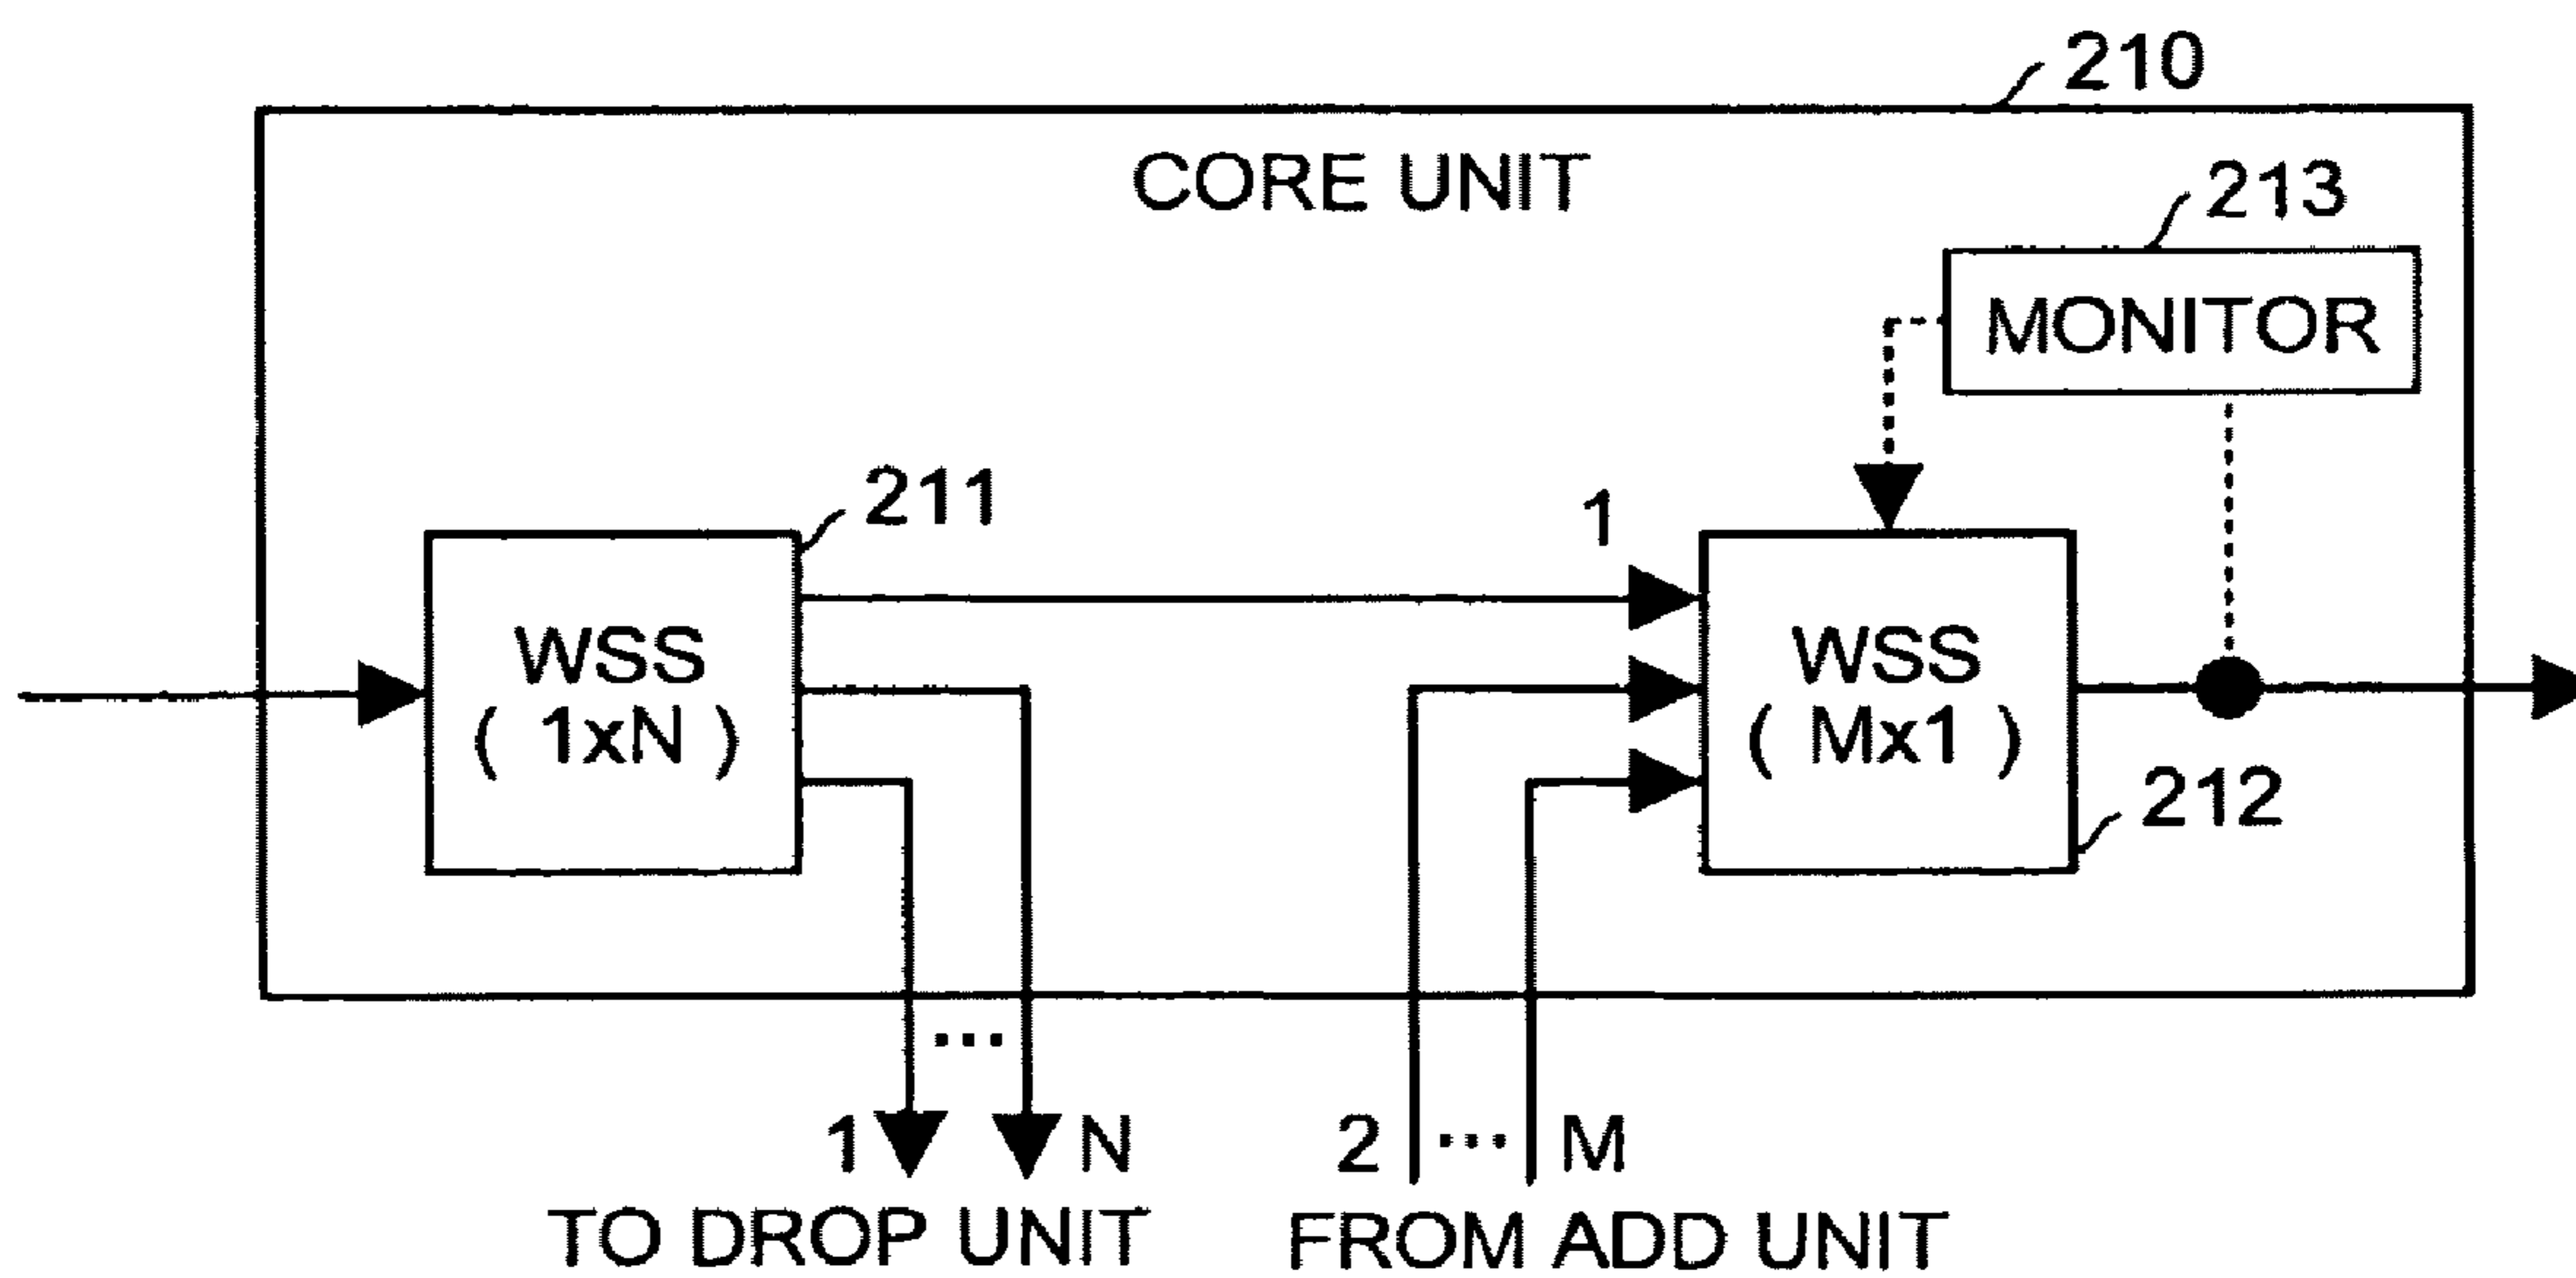 210
CORE UNIT
213
MONITOR
211
1
WSS
( 1xN )
WSS
( Mx1 )
212
...
1 N
2 ... M
TO DROP UNIT
FROM ADD UNIT